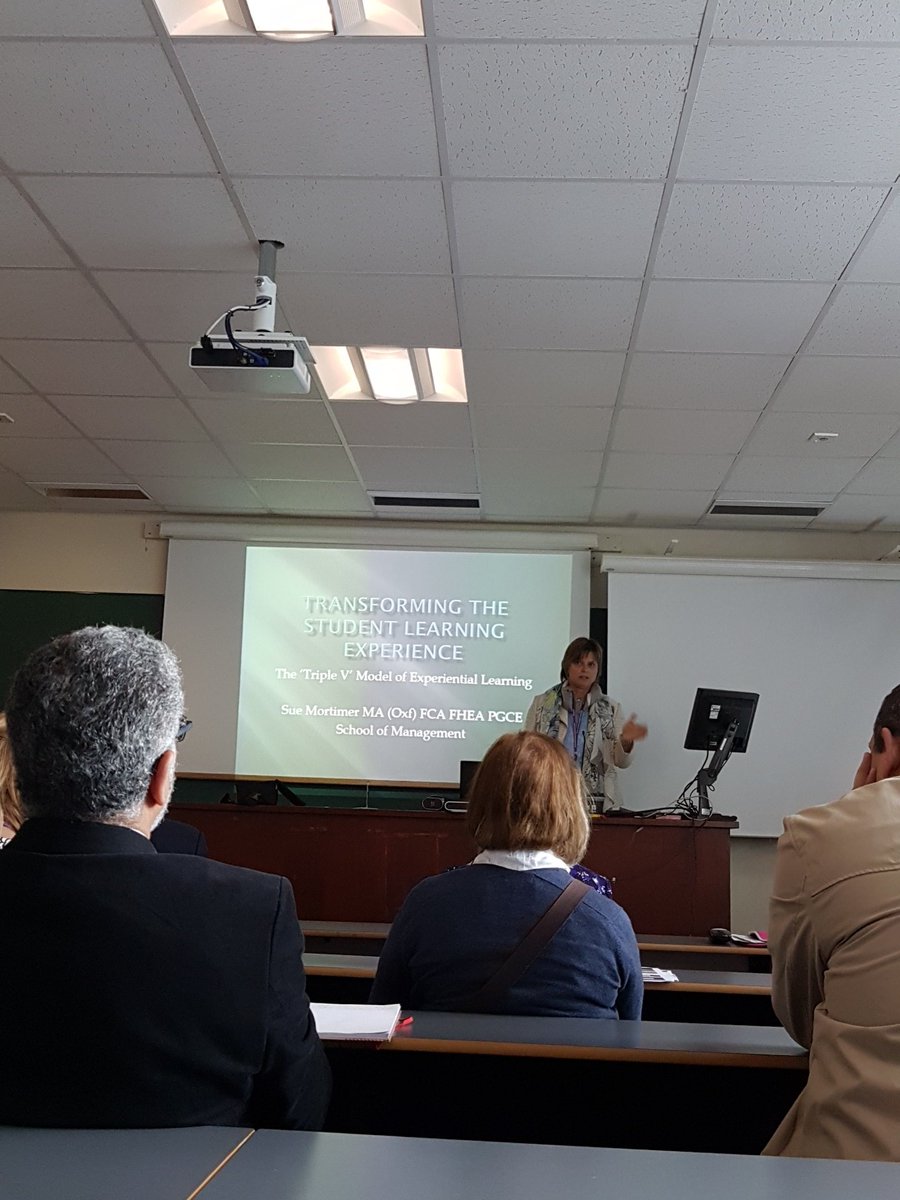 TRANSFORMING THE
STUDENT LEARNING
EXPERIENCE
The 'Triple V' Model of Experiential Learning
Sue Mortimer MA (Oxf) FCA FHEA PGCE
School of Management